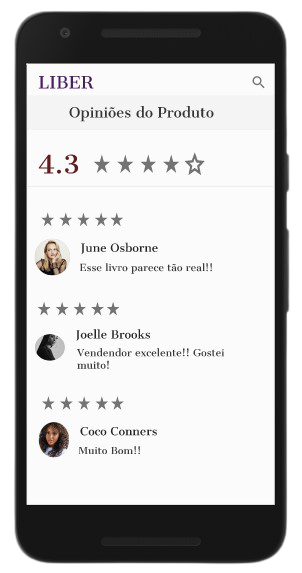 LIBER
Opiniões do Produto
4.3
June Osborne
Esse livro parece tão real!!
Joelle Brooks
Vendendor excelente!! Gostei
muito!
Coco Conners
Muito Bom!!